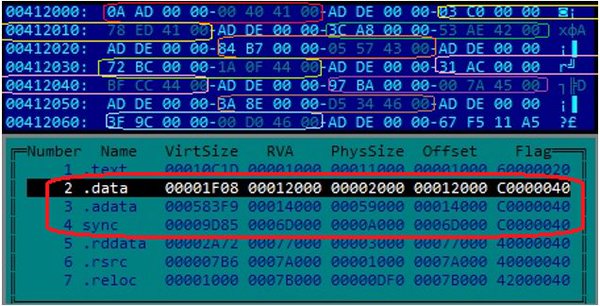 00412000: 0A AD 00 00-00 40 41 00-AD DE 00 00-03 C0 00 00
00412010: 78 ED 41 00-AD DE 00 00-3C A8 00 00-53 AE 42 00 xφA
00412020: AD DE 00 00-84 B7 00 00-05 57 43 00-AD DE 00 00
00412030: 72 BC 00 00-1A 0F 44 00-AD DE 00 00-31 AC 00 00
00412040: BF CC 44 00-AD DE 00 00-97 BA 00 00-00 7A 45 00
00412050: AD DE 00 00-3A 8E 00 00-D5 34 46 00-AD DE 00 00
00412060: 3F 9C 00 00-00 D0 46 00-AD DE 00 00-67 F5 11 A5 ?£
Number Name VirtSize RVA PhysSize Offset Flag
1 .text 00010C1D 00001000 00011000 00001000 60000020
2 .data 00001F08 00012000 00002000 00012000 C0000040
3 .adata 000583F9 00014000 00059000 00014000 C0000040
4 sync 00009D85 0006D000 0000A000 0006D000 C0000040
5 .rddata 00002A72 00077000 00003000 00077000 40000040
6 .rsrc 000007B6 0007A000 00001000 0007A000 40000040
7 .reloc 00001000 0007B000 00000DF0 0007B000 42000040